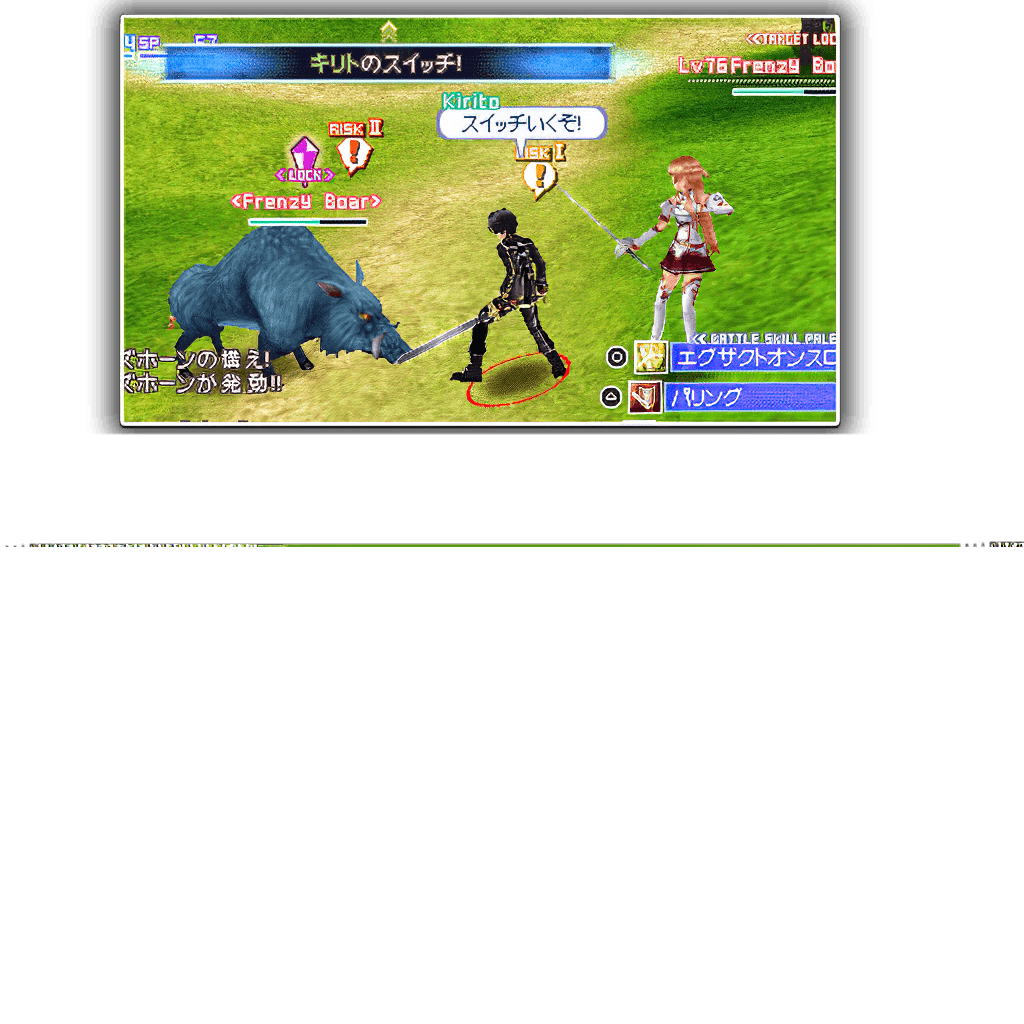 SP
キリトのスイッチ!
<<TARGET LOC
Lv76 Frenzy Bo
Kirito
スイッチいくぞ!
RISK II
RISK I
<LOCK>
<Frenzy Boar>
<< BATTLE SKILL PALE
ズホーンの構え!
エグザクトオンスロ
ズホーンが発動!!
パリング